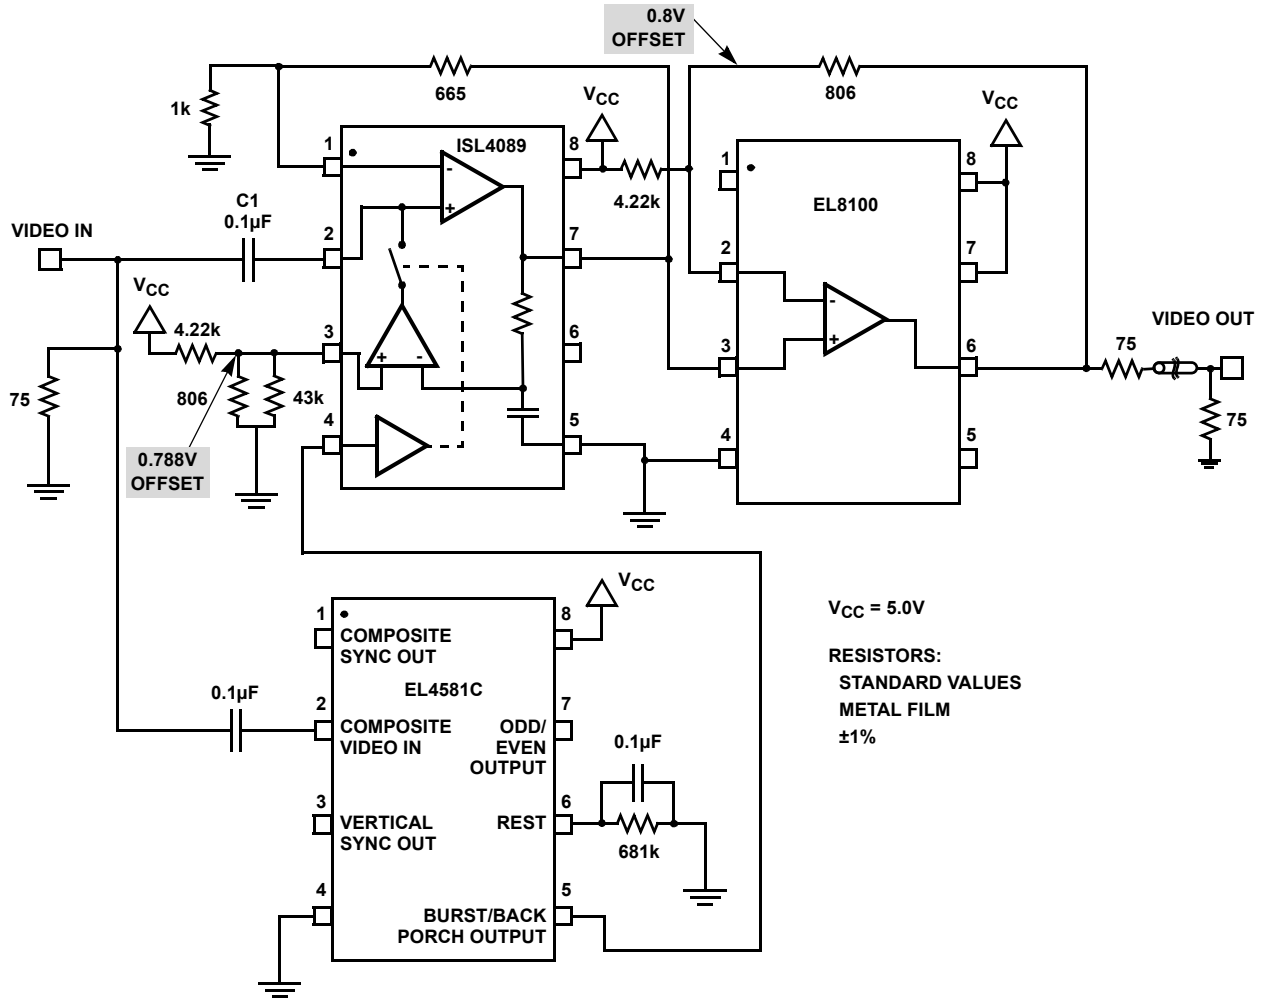 0.8V
OFFSET
665
806
1k
VCC
VCC
1
ISL4089
8
4.22k
1
8
EL8100
C1
0.1µF
VIDEO IN
2
7
2
7
VCC
4.22k
3
6
3
6
VIDEO OUT
75
75
806
43k
4
5
4
5
75
0.788V
OFFSET
VCC
1
8
COMPOSITE
SYNC OUT
VCC = 5.0V
RESISTORS:
STANDARD VALUES
METAL FILM
±1%
EL4581C
0.1µF
2
7
COMPOSITE
VIDEO IN
ODD/
EVEN
OUTPUT
0.1µF
3
6
VERTICAL
SYNC OUT
REST
681k
4
5
BURST/BACK
PORCH OUTPUT